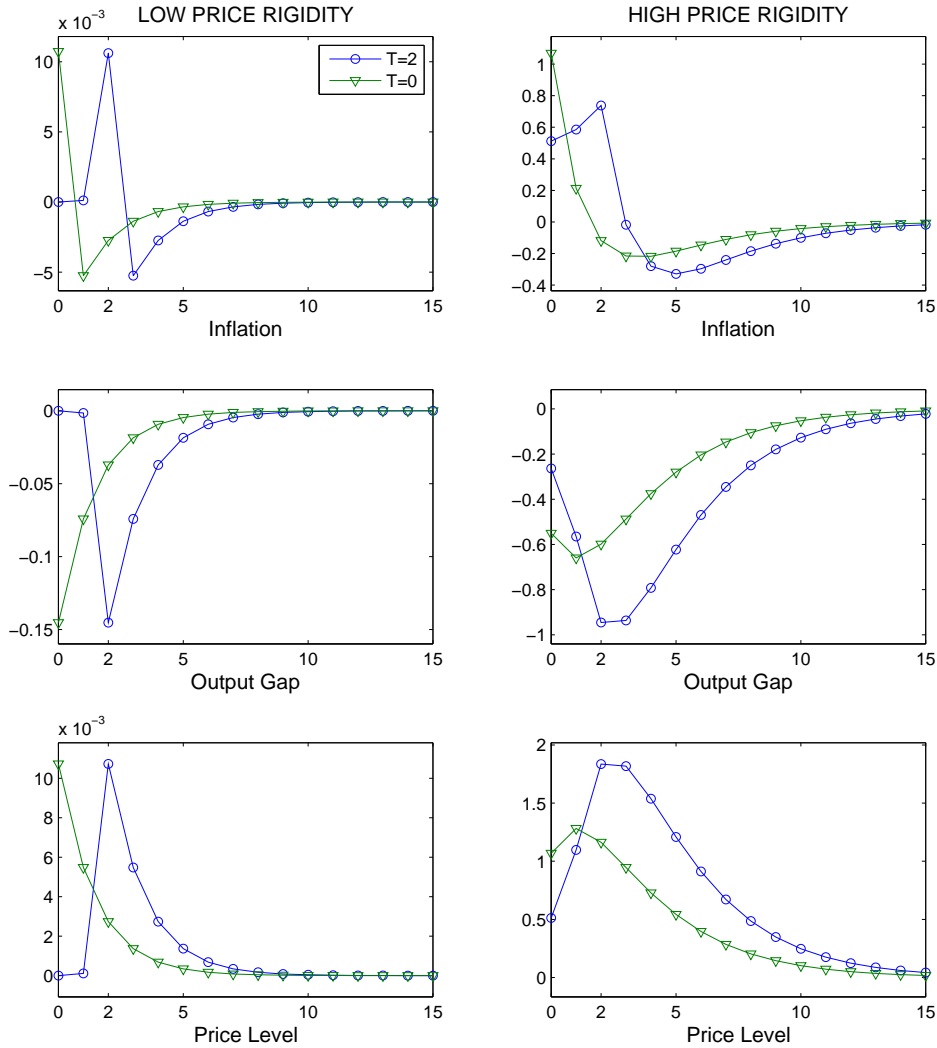 LOW PRICE RIGIDITY
x 10−3
10
5
0
−5
0 2 5 10 15
Inflation
T=2
T=0
HIGH PRICE RIGIDITY
1
0.8
0.6
0.4
0.2
0
−0.2
−0.4
0 2 5 10 15
Inflation
0
−0.05
−0.1
−0.15
0 2 5 10 15
Output Gap
0
−0.2
−0.4
−0.6
−0.8
−1
0 2 5 10 15
Output Gap
x 10−3
10
8
6
4
2
0
0 2 5 10 15
Price Level
2
1.5
1
0.5
0
0 2 5 10 15
Price Level